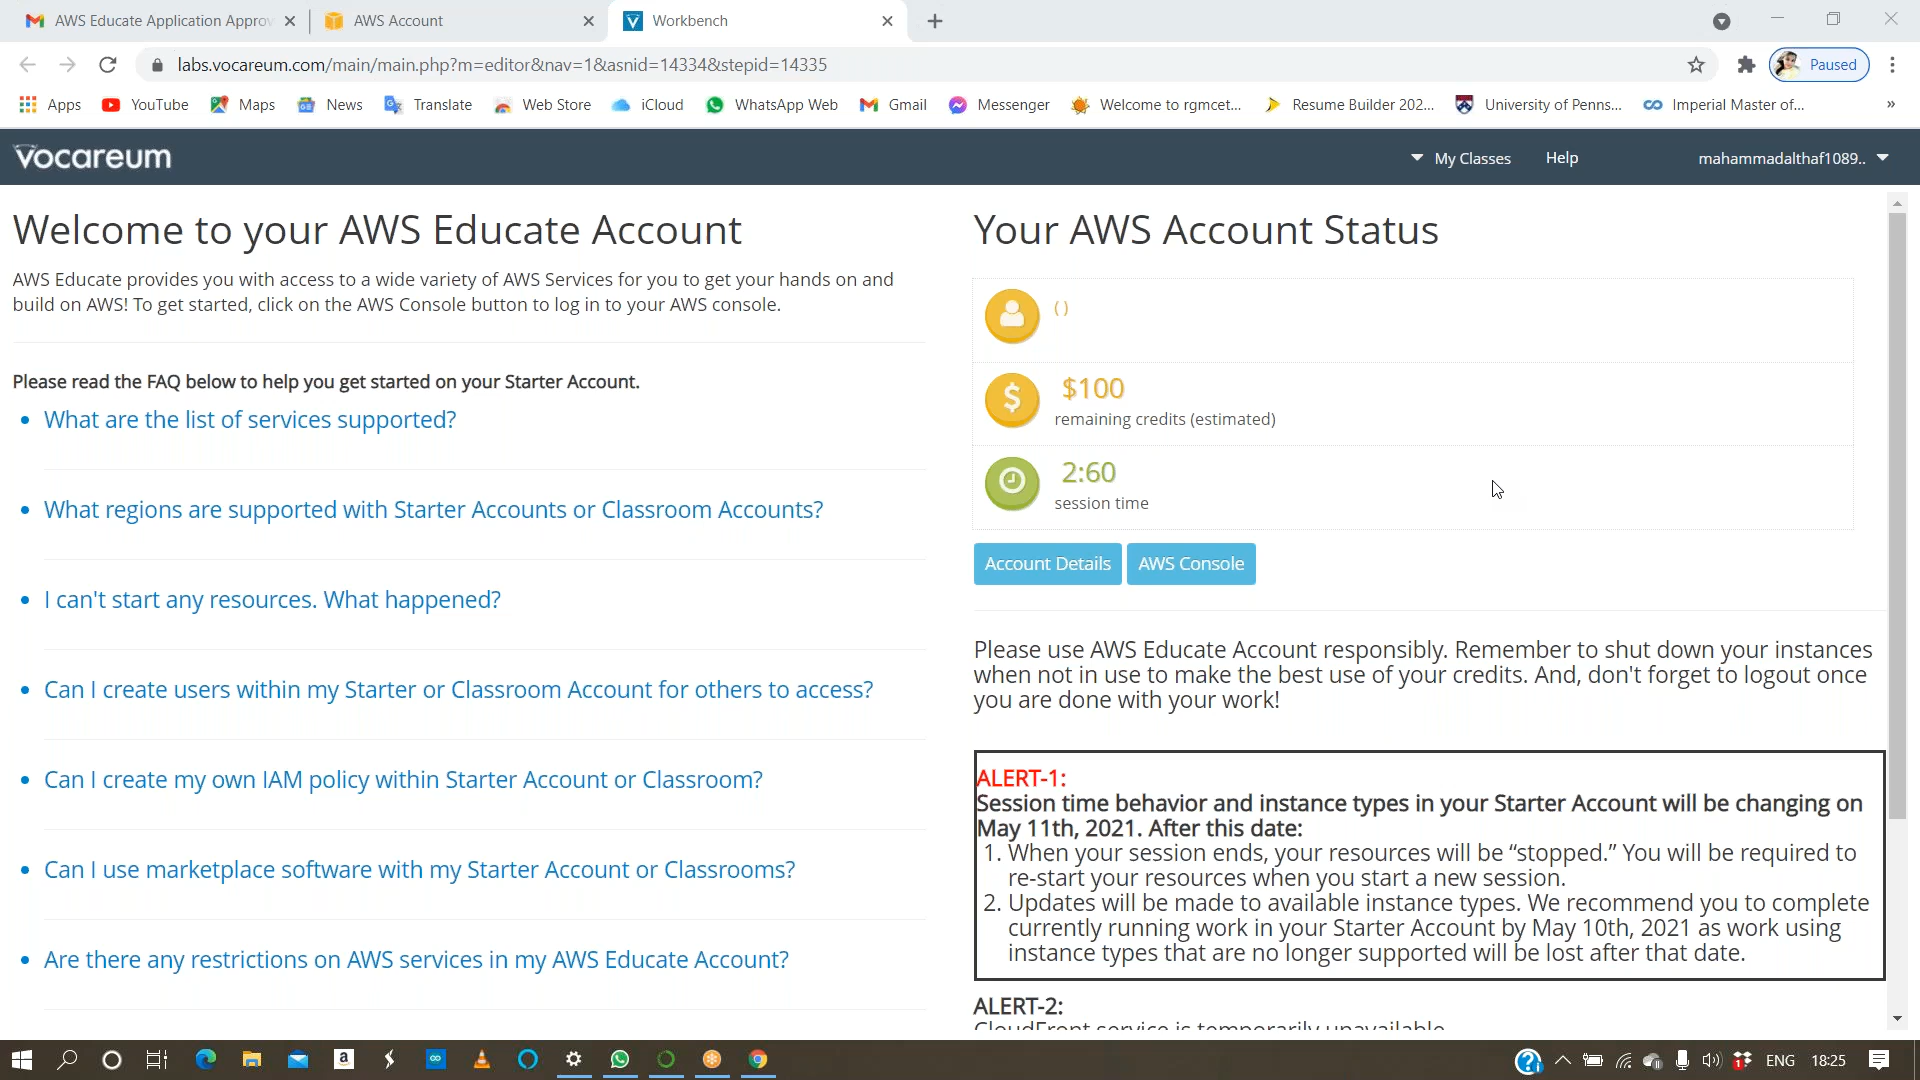 AWS Educate Application Approv
AWS Account
Workbench
labs.vocareum.com/main/main.php?m=editor&nav=1&asnid=14334&stepid=14335
Paused
Apps
YouTube
Maps
News
Translate
Web Store
iCloud
WhatsApp Web
Gmail
Messenger
Welcome to rgmcet...
Resume Builder 202...
University of Penns...
Imperial Master of...
»
vocareum
My Classes
Help
mahammadalthaf1089..
Welcome to your AWS Educate Account
AWS Educate provides you with access to a wide variety of AWS Services for you to get your hands on and
build on AWS! To get started, click on the AWS Console button to log in to your AWS console.
Please read the FAQ below to help you get started on your Starter Account.
• What are the list of services supported?
• What regions are supported with Starter Accounts or Classroom Accounts?
• I can't start any resources. What happened?
• Can I create users within my Starter or Classroom Account for others to access?
• Can I create my own IAM policy within Starter Account or Classroom?
• Can I use marketplace software with my Starter Account or Classrooms?
• Are there any restrictions on AWS services in my AWS Educate Account?
Your AWS Account Status
( )
$100
remaining credits (estimated)
2:60
session time
Account Details
AWS Console
Please use AWS Educate Account responsibly. Remember to shut down your instances
when not in use to make the best use of your credits. And, don't forget to logout once
you are done with your work!
ALERT-1:
Session time behavior and instance types in your Starter Account will be changing on
May 11th, 2021. After this date:
1. When your session ends, your resources will be “stopped.” You will be required to
re-start your resources when you start a new session.
2. Updates will be made to available instance types. We recommend you to complete
currently running work in your Starter Account by May 10th, 2021 as work using
instance types that are no longer supported will be lost after that date.
ALERT-2:
CloudFront service is temporarily unavailable
ENG
18:25